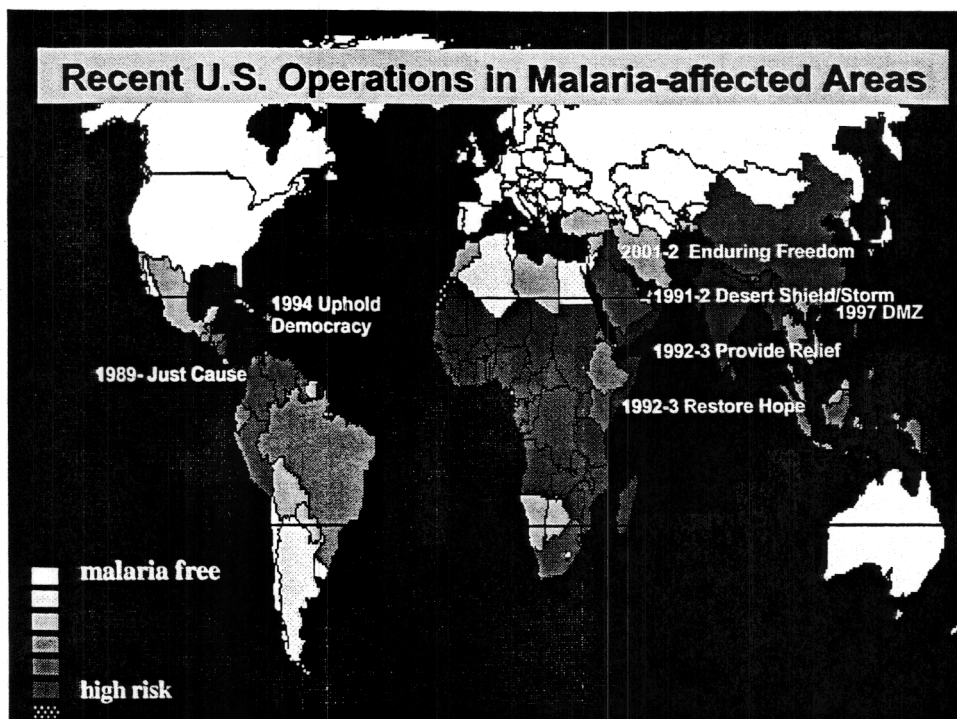 Recent U.S. Operations in Malaria-affected Areas
2001-2 Enduring Freedom
1994 Uphold
Democracy
1991-2 Desert Shield/Storm
1997 DMZ
1992-3 Provide Relief
1989- Just Cause
1992-3 Restore Hope
malaria free
high risk